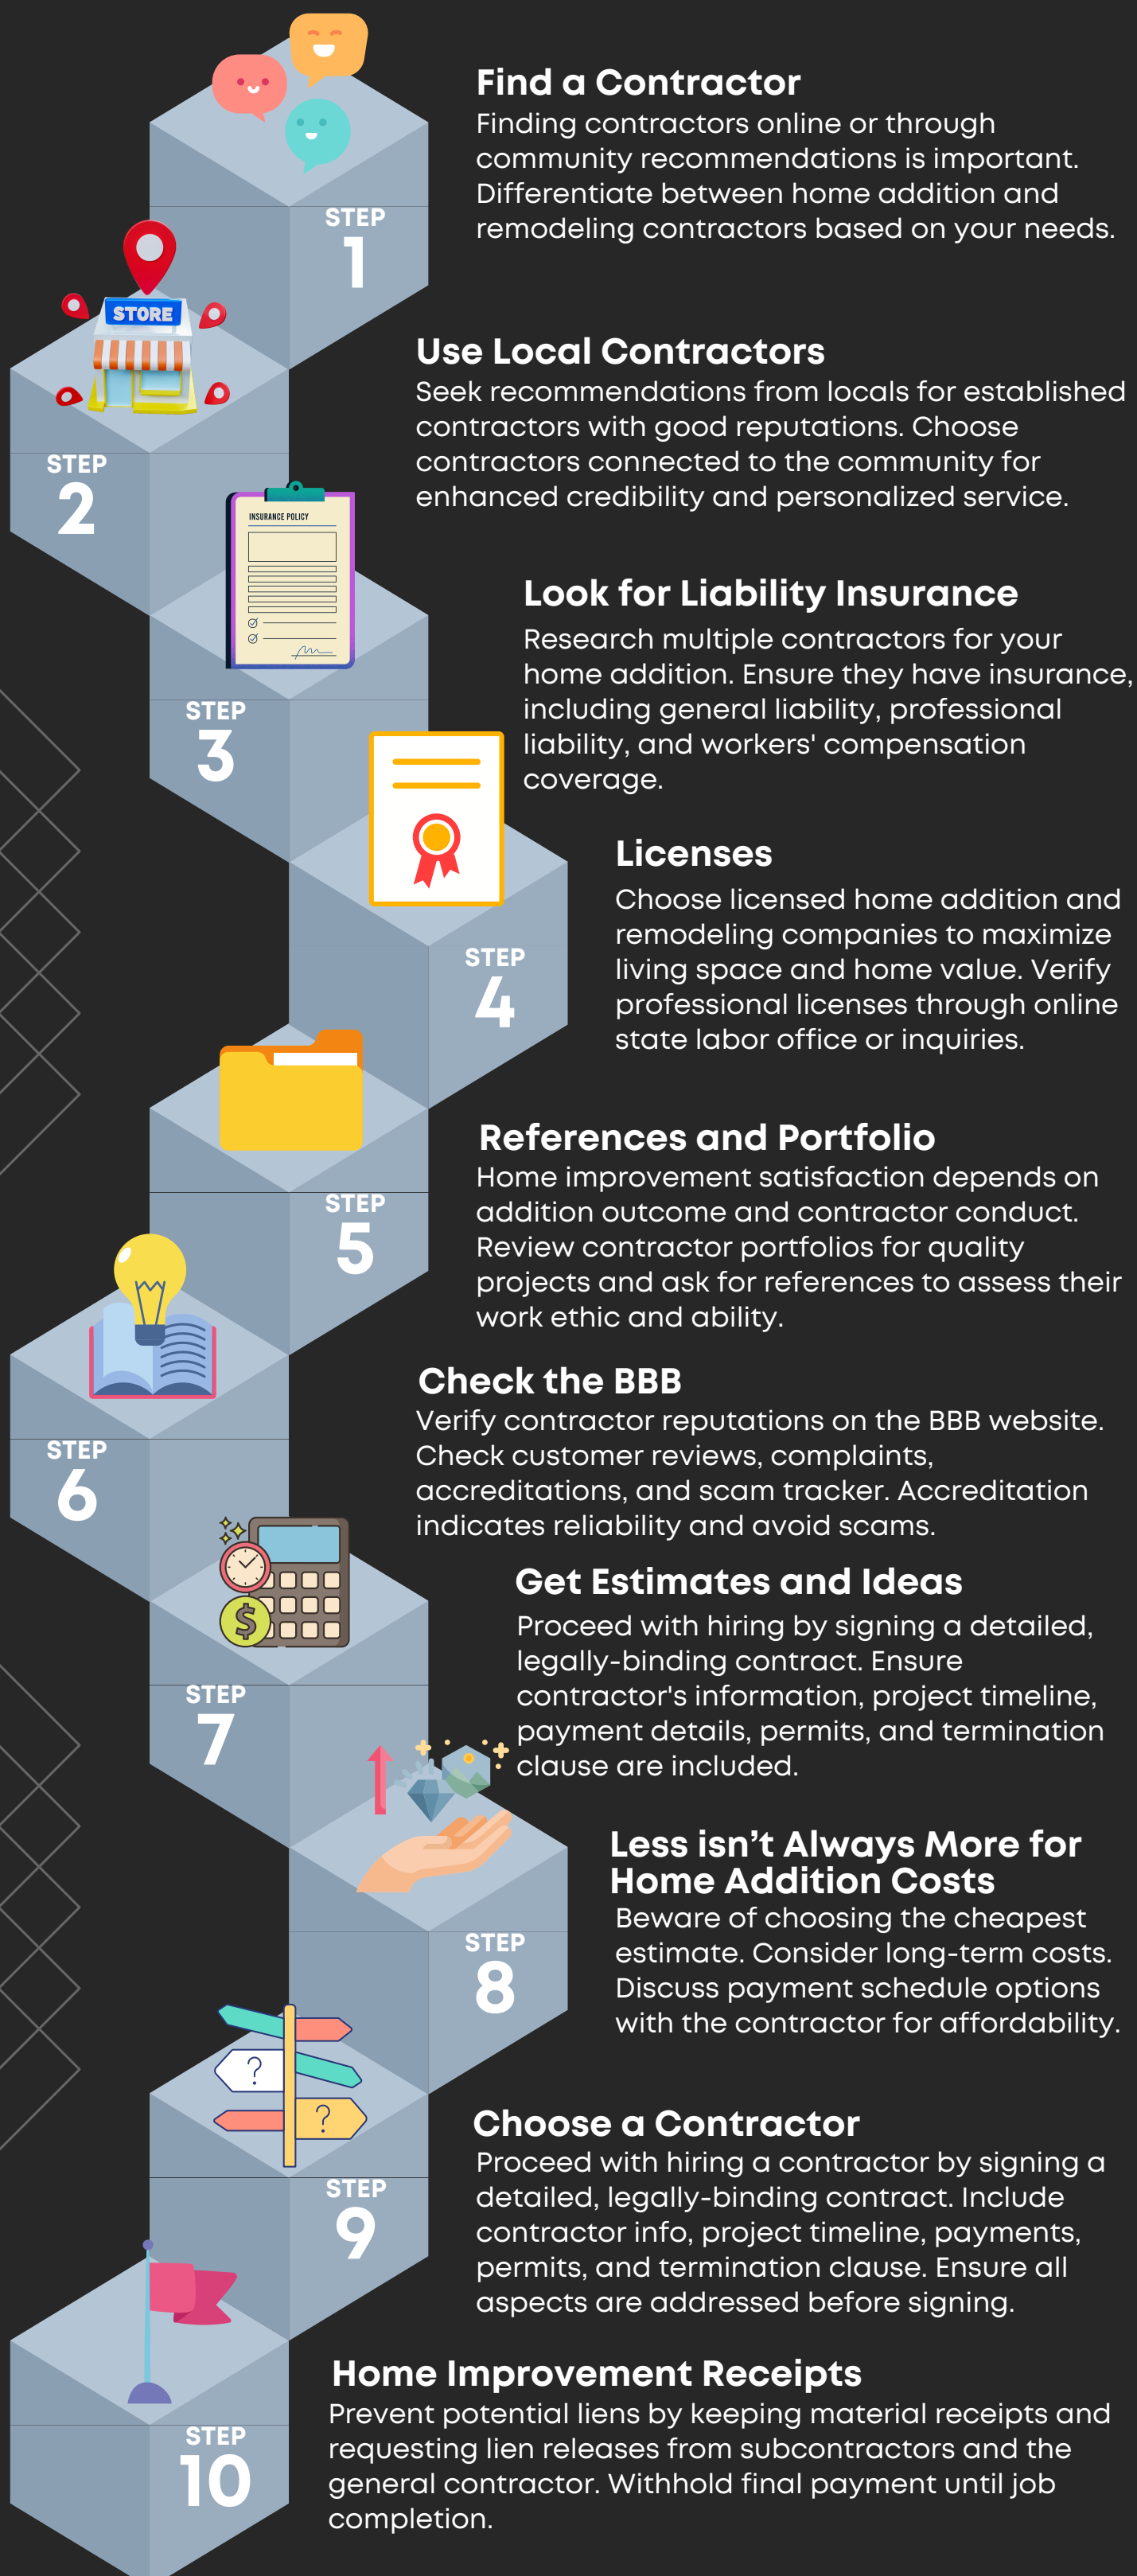 Find a Contractor
Finding contractors online or through
community recommendations is important.
Differentiate between home addition and
remodeling contractors based on your needs.
STEP
1
STORE
Use Local Contractors
Seek recommendations from locals for established
contractors with good reputations. Choose
contractors connected to the community for
enhanced credibility and personalized service.
STEP
2
INSURANCE POLICY
Look for Liability Insurance
Research multiple contractors for your
home addition. Ensure they have insurance,
including general liability, professional
liability, and workers' compensation
coverage.
STEP
3
Licenses
Choose licensed home addition and
remodeling companies to maximize
living space and home value. Verify
professional licenses through online
state labor office or inquiries.
STEP
4
References and Portfolio
Home improvement satisfaction depends on
addition outcome and contractor conduct.
Review contractor portfolios for quality
projects and ask for references to assess their
work ethic and ability.
STEP
5
Check the BBB
Verify contractor reputations on the BBB website.
Check customer reviews, complaints,
accreditations, and scam tracker. Accreditation
indicates reliability and avoid scams.
STEP
6
$
Get Estimates and Ideas
Proceed with hiring by signing a detailed,
legally-binding contract. Ensure
contractor's information, project timeline,
payment details, permits, and termination
clause are included.
STEP
7
Less isn’t Always More for
Home Addition Costs
Beware of choosing the cheapest
estimate. Consider long-term costs.
Discuss payment schedule options
with the contractor for affordability.
STEP
8
?
?
Choose a Contractor
Proceed with hiring a contractor by signing a
detailed, legally-binding contract. Include
contractor info, project timeline, payments,
permits, and termination clause. Ensure all
aspects are addressed before signing.
STEP
9
Home Improvement Receipts
Prevent potential liens by keeping material receipts and
requesting lien releases from subcontractors and the
general contractor. Withhold final payment until job
completion.
STEP
10